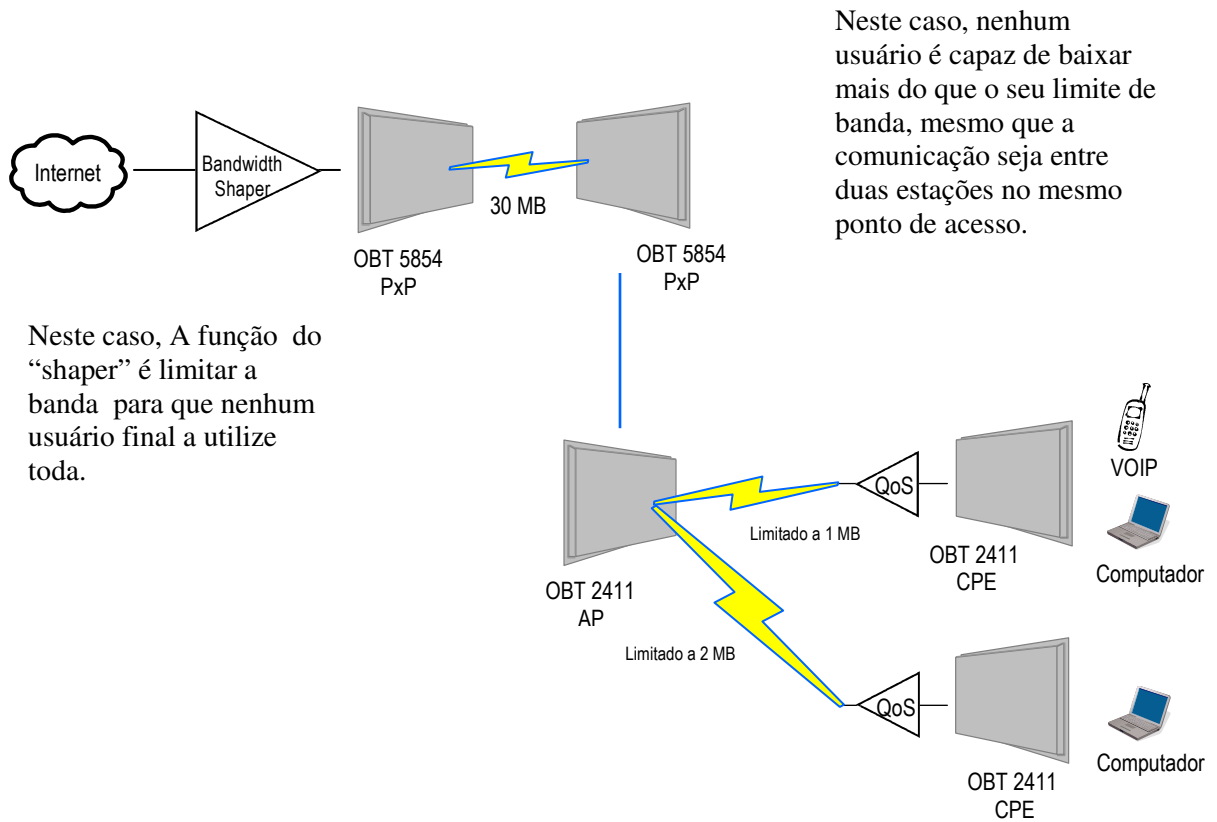 Neste caso, nenhum
usuário é capaz de baixar
mais do que o seu limite de
banda, mesmo que a
comunicação seja entre
duas estações no mesmo
ponto de acesso.
Internet
Bandwidth
Shaper
30 MB
OBT 5854
PxP
OBT 5854
PxP
Neste caso, A função do
“shaper” é limitar a
banda para que nenhum
usuário final a utilize
toda.
VOIP
QoS
Limitado a 1 MB
OBT 2411
CPE
Computador
OBT 2411
AP
Limitado a 2 MB
QoS
Computador
OBT 2411
CPE